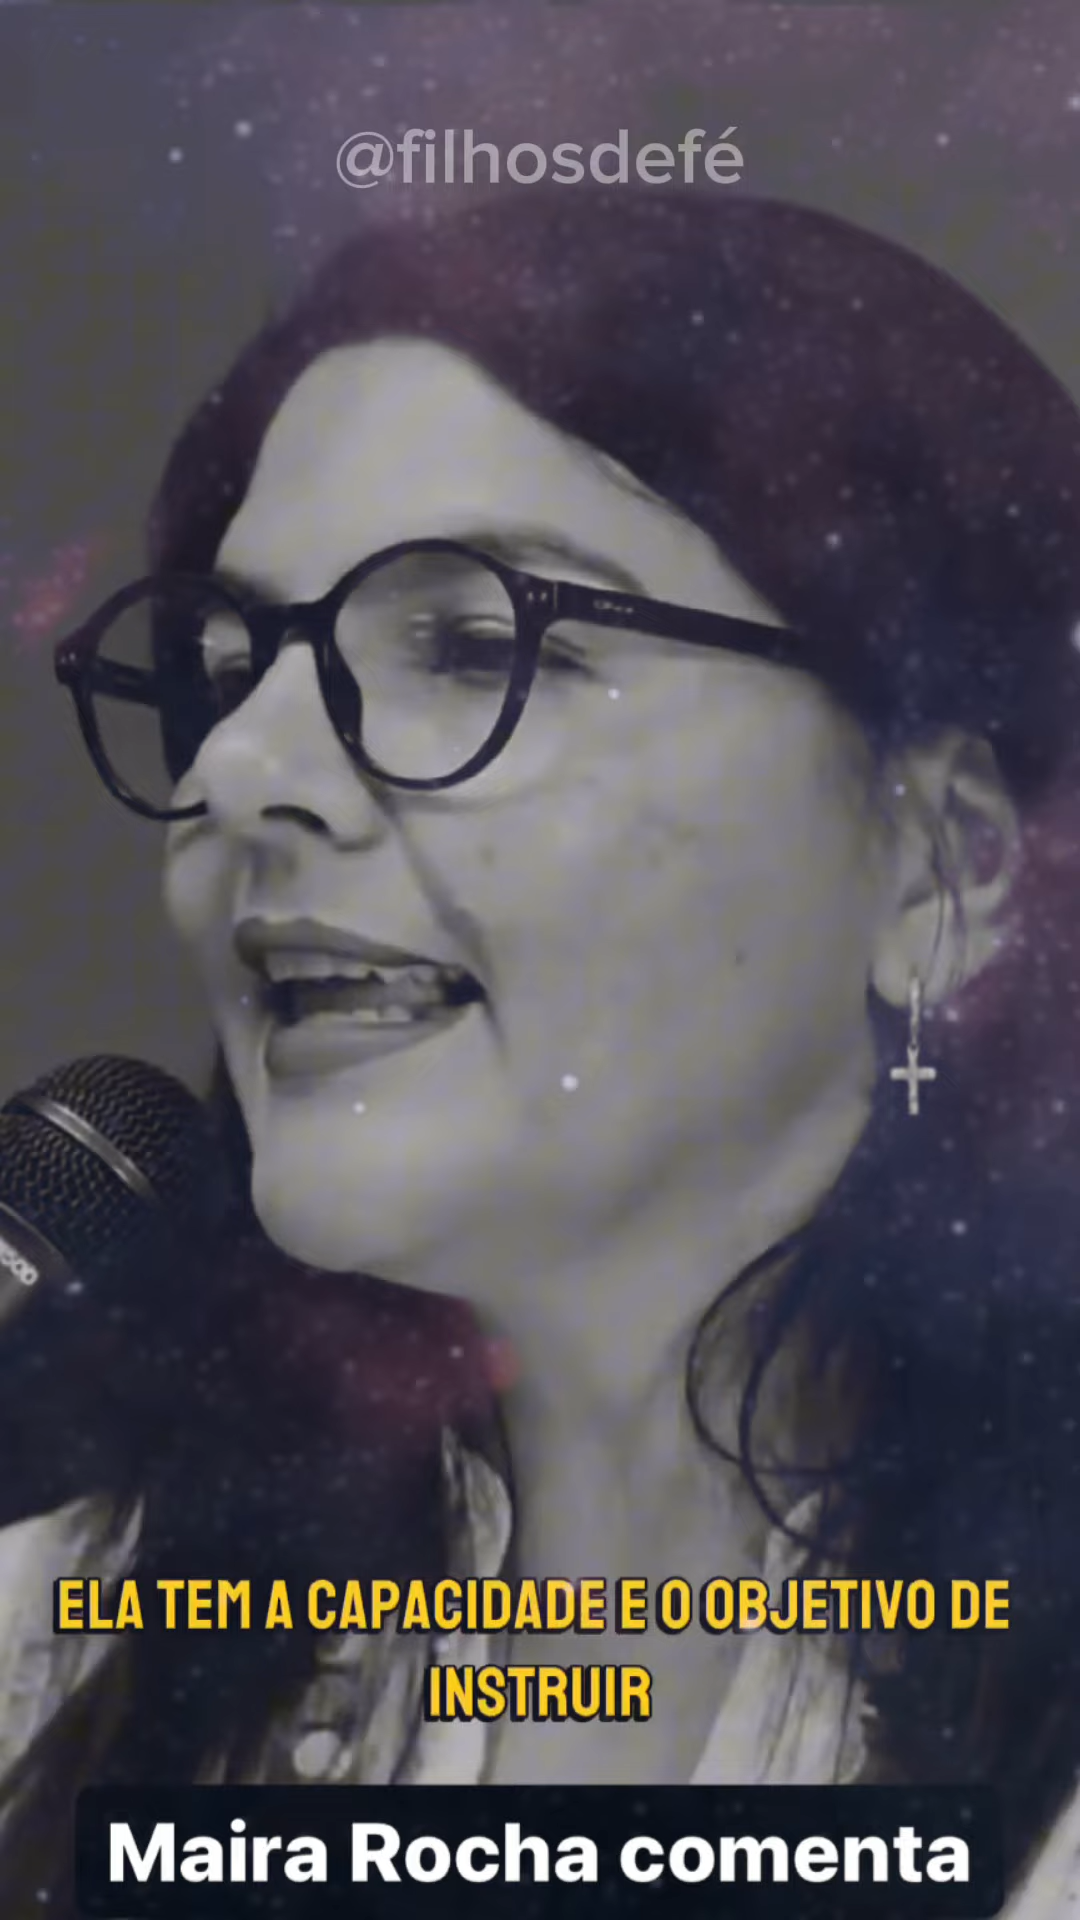 @filhosdefé
ELA TEM A CAPACIDADE E O OBJETIVO DE
INSTRUIR
Maira Rocha comenta